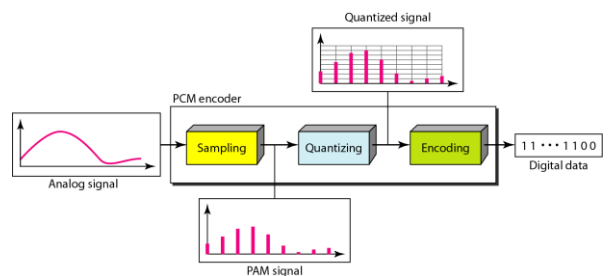 Quantized signal
PCM encoder
Sampling
Quantizing
Encoding
11 ••• 1100
Digital data
Analog signal
PAM signal